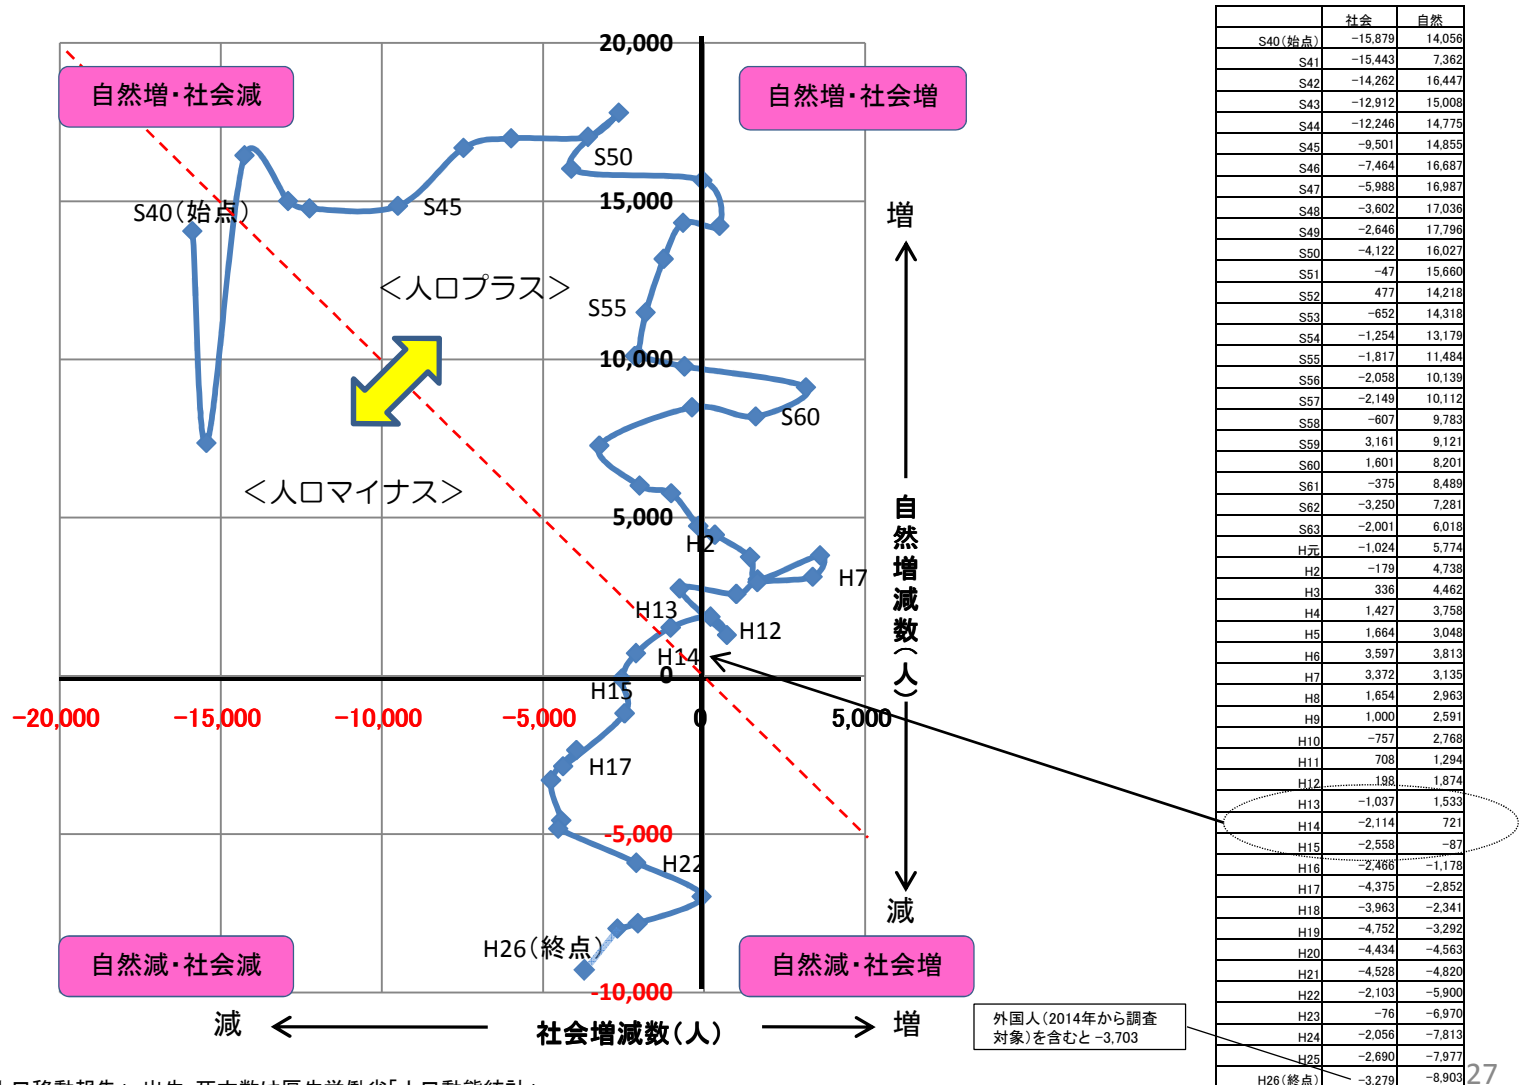 20,000
自然増・社会減
自然増・社会増
S50
15,000
S40（始点）
S45
増
＜人口プラス＞
S55
10,000
S60
＜人口マイナス＞
5,000
自然増減数（人）
H2
H7
H13
H12
H14
0
H15
-20,000
-15,000
-10,000
-5,000
0
5,000
H17
-5,000
H22
減
H26（終点）
自然減・社会減
自然減・社会増
-10,000
減
社会増減数（人）
増
外国人（2014年から調査
対象）を含むと -3,703
社会 自然
S40（始点） -15,879 14,056
S41 -15,443 7,362
S42 -14,262 16,447
S43 -12,912 15,008
S44 -12,246 14,775
S45 -9,501 14,855
S46 -7,464 16,687
S47 -5,988 16,987
S48 -3,602 17,036
S49 -2,646 17,796
S50 -4,122 16,027
S51 -47 15,660
S52 477 14,218
S53 -652 14,318
S54 -1,254 13,179
S55 -1,817 11,484
S56 -2,058 10,139
S57 -2,149 10,112
S58 -607 9,783
S59 3,161 9,121
S60 1,601 8,201
S61 -375 8,489
S62 -3,250 7,281
S63 -2,001 6,018
H元 -1,024 5,774
H2 -179 4,738
H3 336 4,462
H4 1,427 3,758
H5 1,664 3,048
H6 3,597 3,813
H7 3,372 3,135
H8 1,654 2,963
H9 1,000 2,591
H10 -757 2,768
H11 708 1,294
H12 198 1,874
H13 -1,037 1,533
H14 -2,114 721
H15 -2,558 -87
H16 -2,466 -1,178
H17 -4,375 -2,852
H18 -3,963 -2,341
H19 -4,752 -3,292
H20 -4,434 -4,563
H21 -4,528 -4,820
H22 -2,103 -5,900
H23 -76 -6,970
H24 -2,056 -7,813
H25 -2,690 -7,977
H26（終点） -3,279 -8,903
27